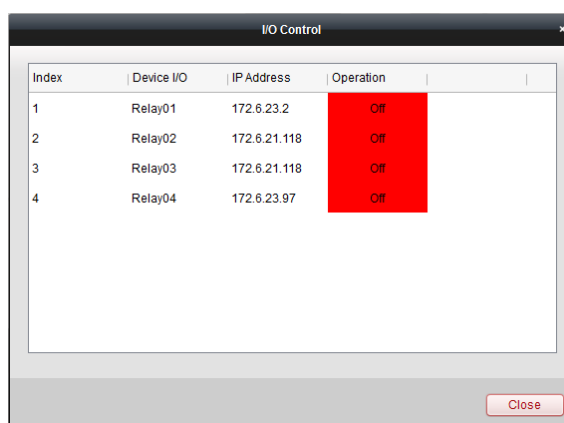 I/O Control
×
Index Device I/O IP Address Operation
1 Relay01 172.6.23.2 Off
2 Relay02 172.6.21.118 Off
3 Relay03 172.6.21.118 Off
4 Relay04 172.6.23.97 Off
Close